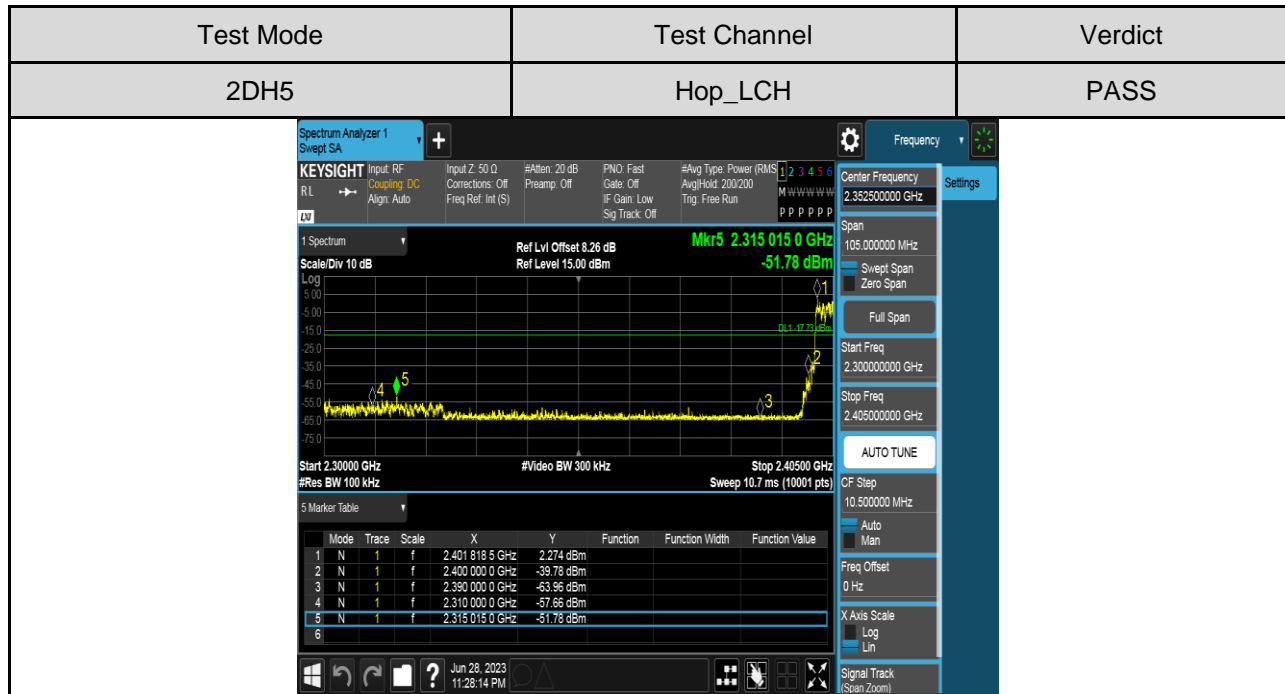 Test Mode Test Channel Verdict
2DH5 Hop_LCH PASS
Spectrum Analyzer 1
Swept SA
+
Frequency
KEYSIGHT
RL
LXI
Input: RF
Coupling: DC
Align: Auto
Input Z: 50 Ω
Corrections: Off
Freq Ref: Int (S)
#Atten: 20 dB
Preamp: Off
PNO: Fast
Gate: Off
IF Gain: Low
Sig Track: Off
#Avg Type: Power (RMS
Avg|Hold: 200/200
Trig: Free Run
1 2 3 4 5 6
M W W W W W
P P P P P P
1 Spectrum
Scale/Div 10 dB
Ref Lvl Offset 8.26 dB
Ref Level 15.00 dBm
Mkr5 2.315 015 0 GHz
-51.78 dBm
Log
5.00
-5.00
-15.0
-25.0
-35.0
-45.0
-55.0
-65.0
-75.0
DL1 -17.73 dBm
1
2
3
4
5
Start 2.30000 GHz
#Res BW 100 kHz
#Video BW 300 kHz
Stop 2.40500 GHz
Sweep 10.7 ms (10001 pts)
5 Marker Table
Mode Trace Scale X Y Function Function Width Function Value
1 N 1 f 2.401 818 5 GHz 2.274 dBm
2 N 1 f 2.400 000 0 GHz -39.78 dBm
3 N 1 f 2.390 000 0 GHz -63.96 dBm
4 N 1 f 2.310 000 0 GHz -57.66 dBm
5 N 1 f 2.315 015 0 GHz -51.78 dBm
6
?
Jun 28, 2023
11:28:14 PM
Center Frequency
2.352500000 GHz
Settings
Span
105.000000 MHz
Swept Span
Zero Span
Full Span
Start Freq
2.300000000 GHz
Stop Freq
2.405000000 GHz
AUTO TUNE
CF Step
10.500000 MHz
Auto
Man
Freq Offset
0 Hz
X Axis Scale
Log
Lin
Signal Track
(Span Zoom)